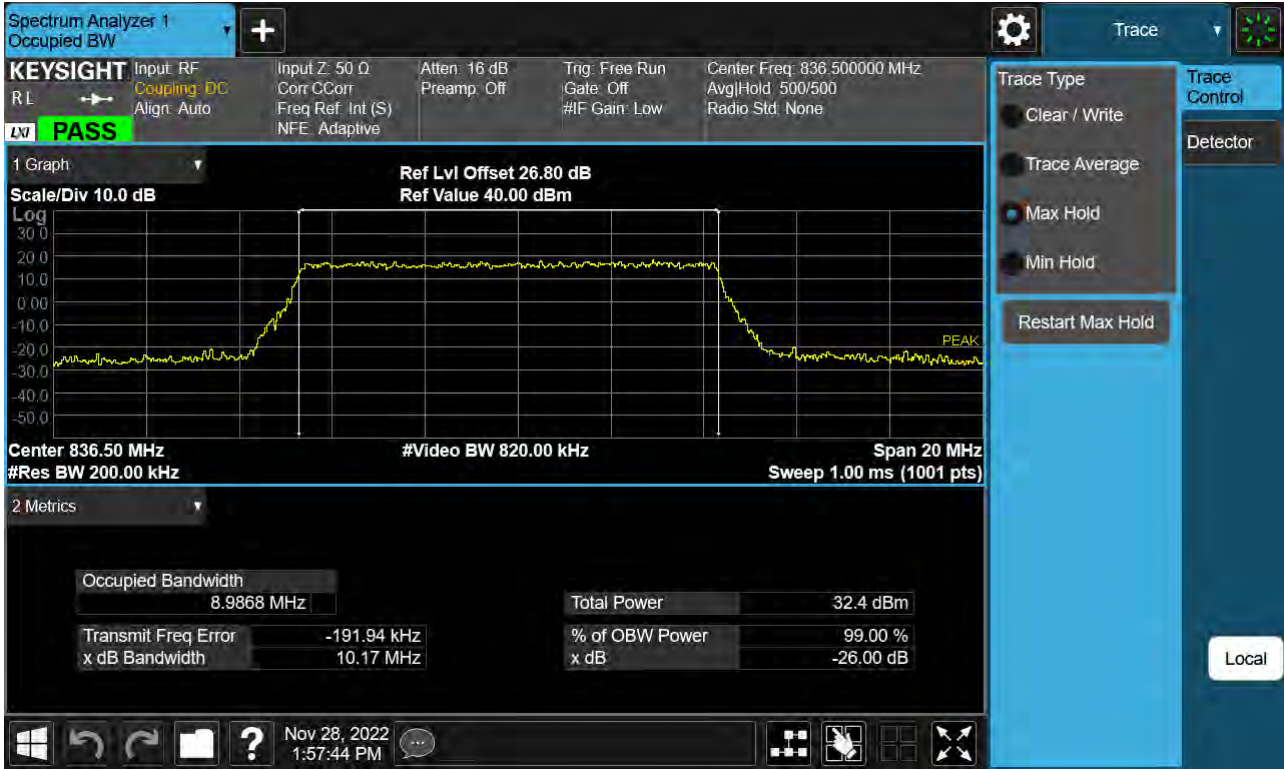 Spectrum Analyzer 1
Occupied BW
+
Trace
KEYSIGHT
RL
LXI
PASS
Input: RF
Coupling: DC
Align: Auto
Input Z: 50 Ω
Corr CCorr
Freq Ref: Int (S)
NFE: Adaptive
Atten: 16 dB
Preamp: Off
Trig: Free Run
Gate: Off
#IF Gain: Low
Center Freq: 836.500000 MHz
Avg|Hold: 500/500
Radio Std: None
1 Graph
Scale/Div 10.0 dB
Ref Lvl Offset 26.80 dB
Ref Value 40.00 dBm
Log
30.0
20.0
10.0
0.00
-10.0
-20.0
-30.0
-40.0
-50.0
PEAK
Center 836.50 MHz
#Res BW 200.00 kHz
#Video BW 820.00 kHz
Span 20 MHz
Sweep 1.00 ms (1001 pts)
2 Metrics
Occupied Bandwidth
8.9868 MHz
Transmit Freq Error -191.94 kHz
x dB Bandwidth 10.17 MHz
Total Power 32.4 dBm
% of OBW Power 99.00 %
x dB -26.00 dB
?
Nov 28, 2022
1:57:44 PM
Trace Type
Clear / Write
Trace Average
Max Hold
Min Hold
Restart Max Hold
Trace
Control
Detector
Local